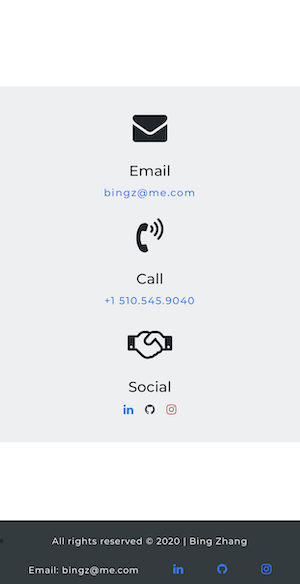 Email
bingz@me.com
Call
+1 510.545.9040
Social
All rights reserved © 2020 | Bing Zhang
Email: bingz@me.com